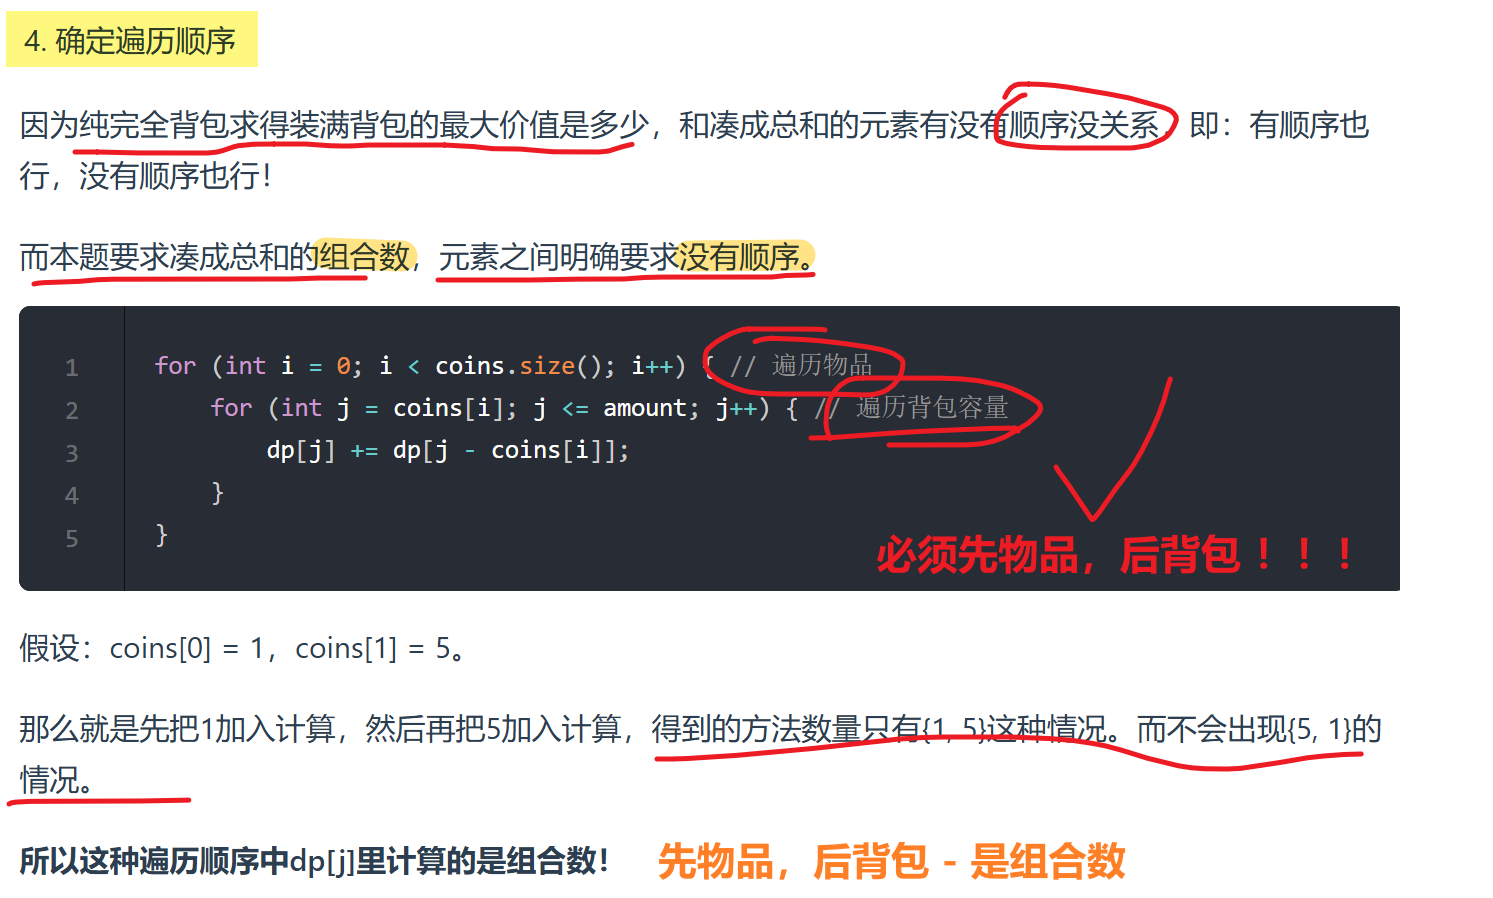 4. 确定遍历顺序
因为纯完全背包求得装满背包的最大价值是多少，和凑成总和的元素有没有顺序没关系，即：有顺序也
行，没有顺序也行！
而本题要求凑成总和的组合数，元素之间明确要求没有顺序。
1 for (int i = 0; i < coins.size(); i++) { // 遍历物品
2 for (int j = coins[i]; j <= amount; j++) { // 遍历背包容量
3 dp[j] += dp[j - coins[i]];
4 }
5 }
必须先物品，后背包！！！
假设：coins[0] = 1，coins[1] = 5。
那么就是先把1加入计算，然后再把5加入计算，得到的方法数量只有{1, 5}这种情况。而不会出现{5, 1}的
情况。
所以这种遍历顺序中dp[j]里计算的是组合数！ 先物品，后背包 - 是组合数